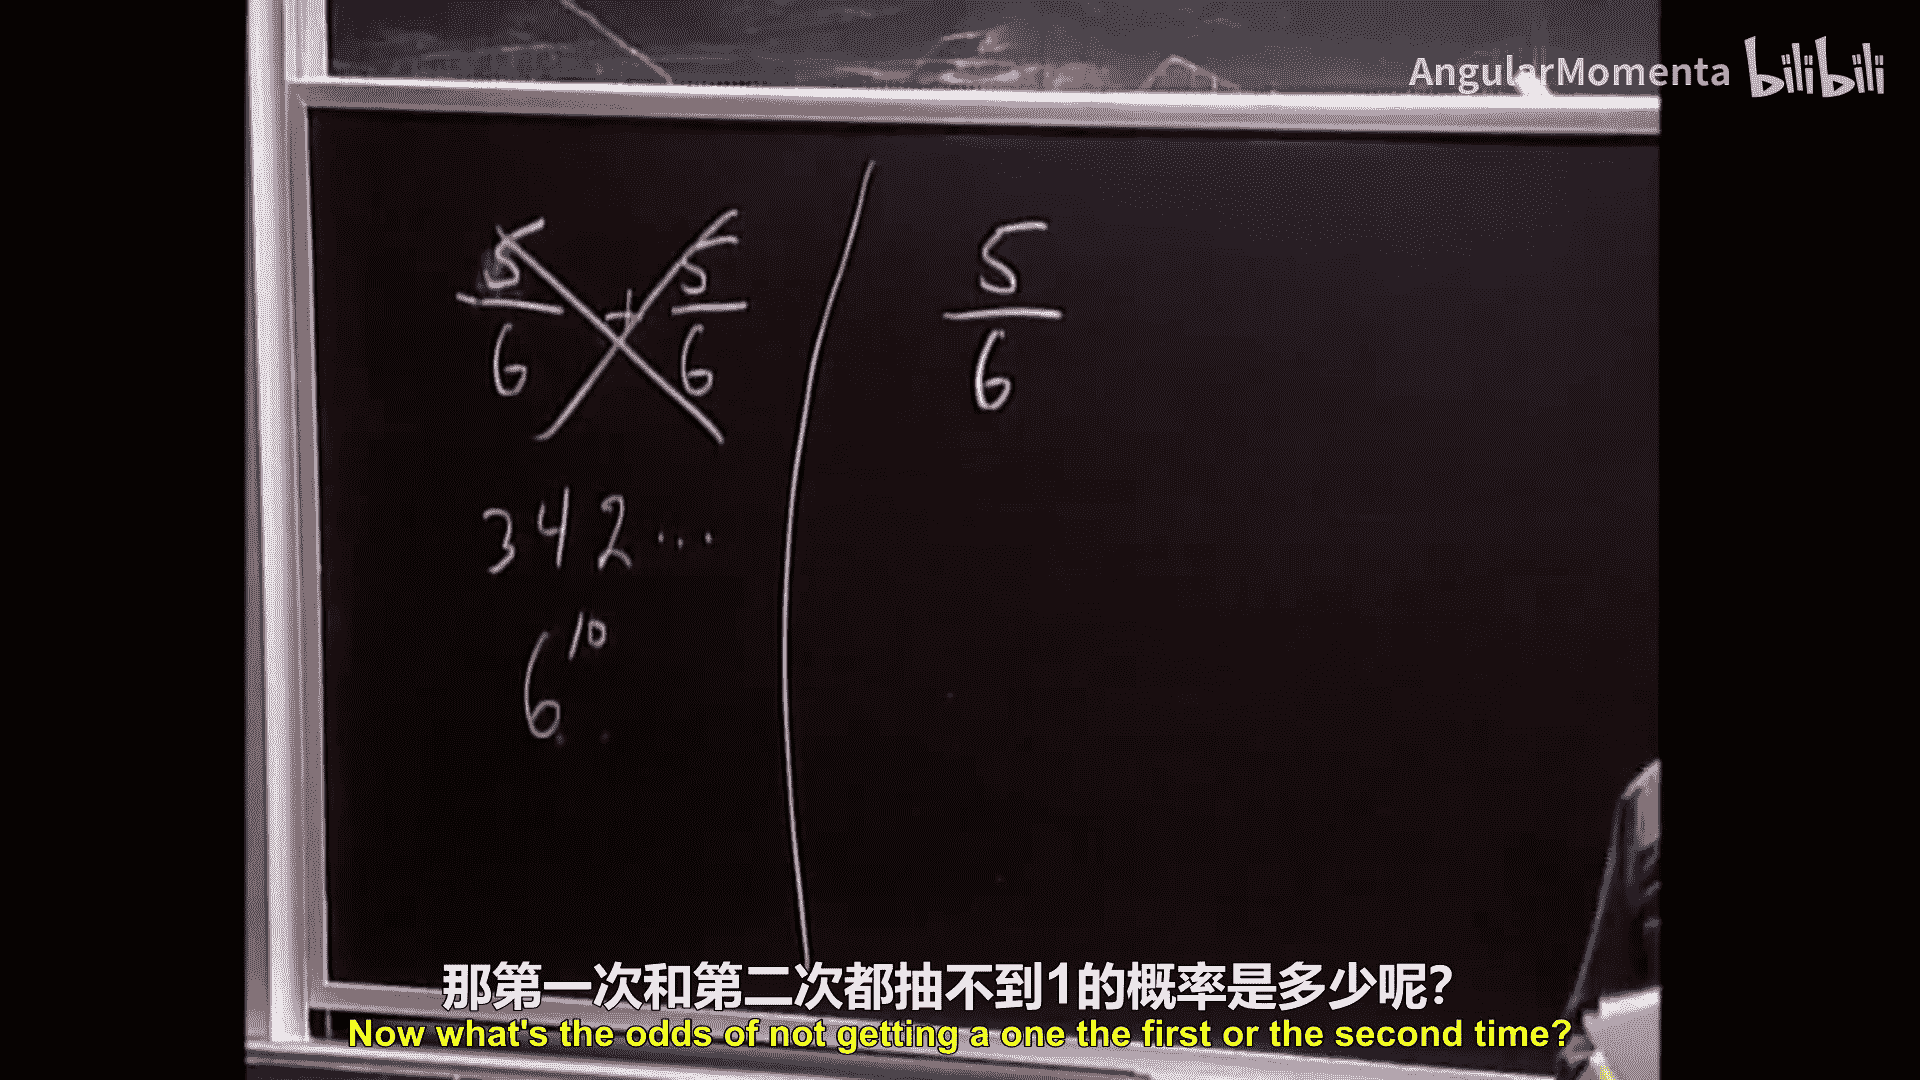 AngularMomenta bilibili
5/6 + 5/6
5/6
3 4 2 ...
6^10
那第一次和第二次都抽不到1的概率是多少呢？
Now what's the odds of not getting a one the first or the second time?